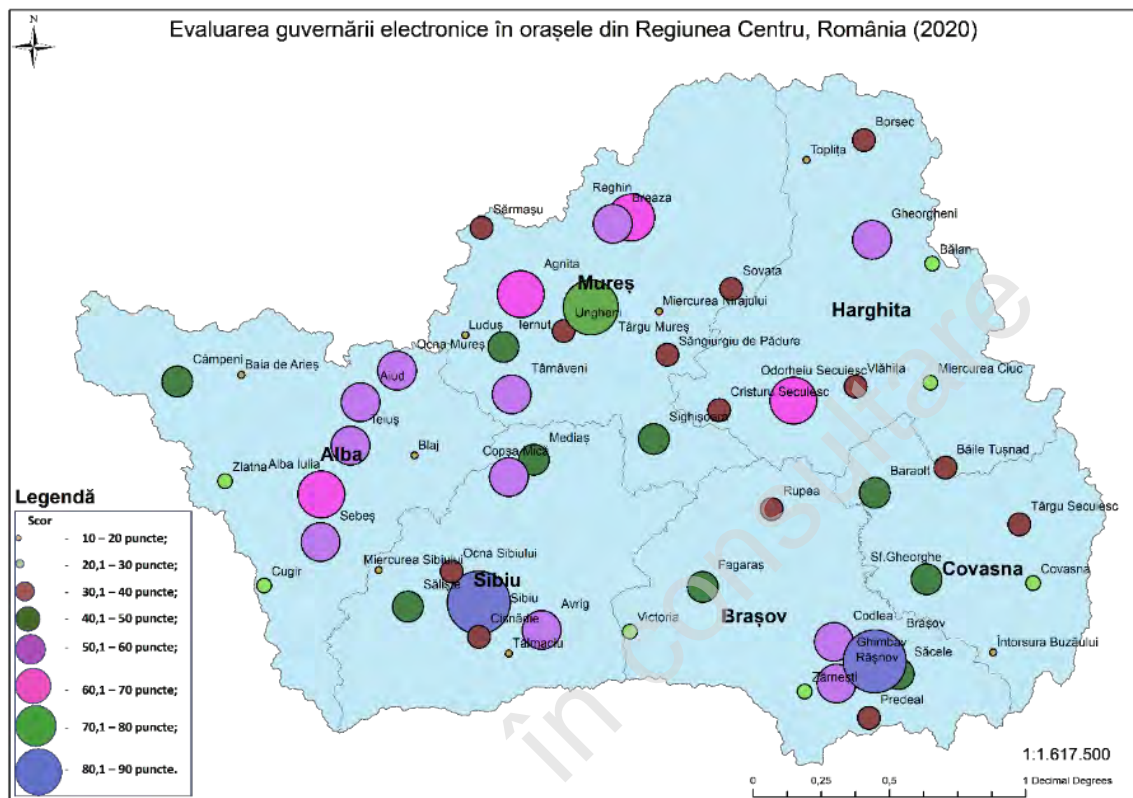 Evaluarea guvernării electronice în orașele din Regiunea Centru, România (2020)
N
Borsec
Toplița
Reghin
Breaza
Sărmașu
Gheorgheni
Bălan
Agnita
Mureș
Sovata
Harghita
Miercurea Nirajului
Ungheni
Luduș
Iernut
Târgu Mureș
Ocna Mureș
Sângiurgiu de Pădure
Câmpeni
Baia de Arieș
Aiud
Târnăveni
Odorheiu Secuiesc
Vlăhița
Miercurea Ciuc
Cristuru Secuiesc
Teiuș
Sighișoara
Blaj
Mediaș
Copșa Mică
Alba
Alba Iulia
Zlatna
Băile Tușnad
Baraolt
Rupea
Târgu Secuiesc
Sebeș
Miercurea Sibiului
Ocna Sibiului
Sf.Gheorghe
Covasna
Covasna
Cugir
Săliște
Sibiu
Sibiu
Fagaraș
Avrig
Cisnădie
Victoria
Brașov
Codlea
Brașov
Tălmaciu
Ghimbav
Râșnov
Săcele
Întorsura Buzăului
Zărnești
Predeal
Legendă
Scor
- 10 – 20 puncte;
- 20,1 – 30 puncte;
- 30,1 – 40 puncte;
- 40,1 – 50 puncte;
- 50,1 – 60 puncte;
- 60,1 – 70 puncte;
- 70,1 – 80 puncte;
- 80,1 – 90 puncte.
1:1.617.500
0 0,25 0,5 1 Decimal Degrees
în consultare